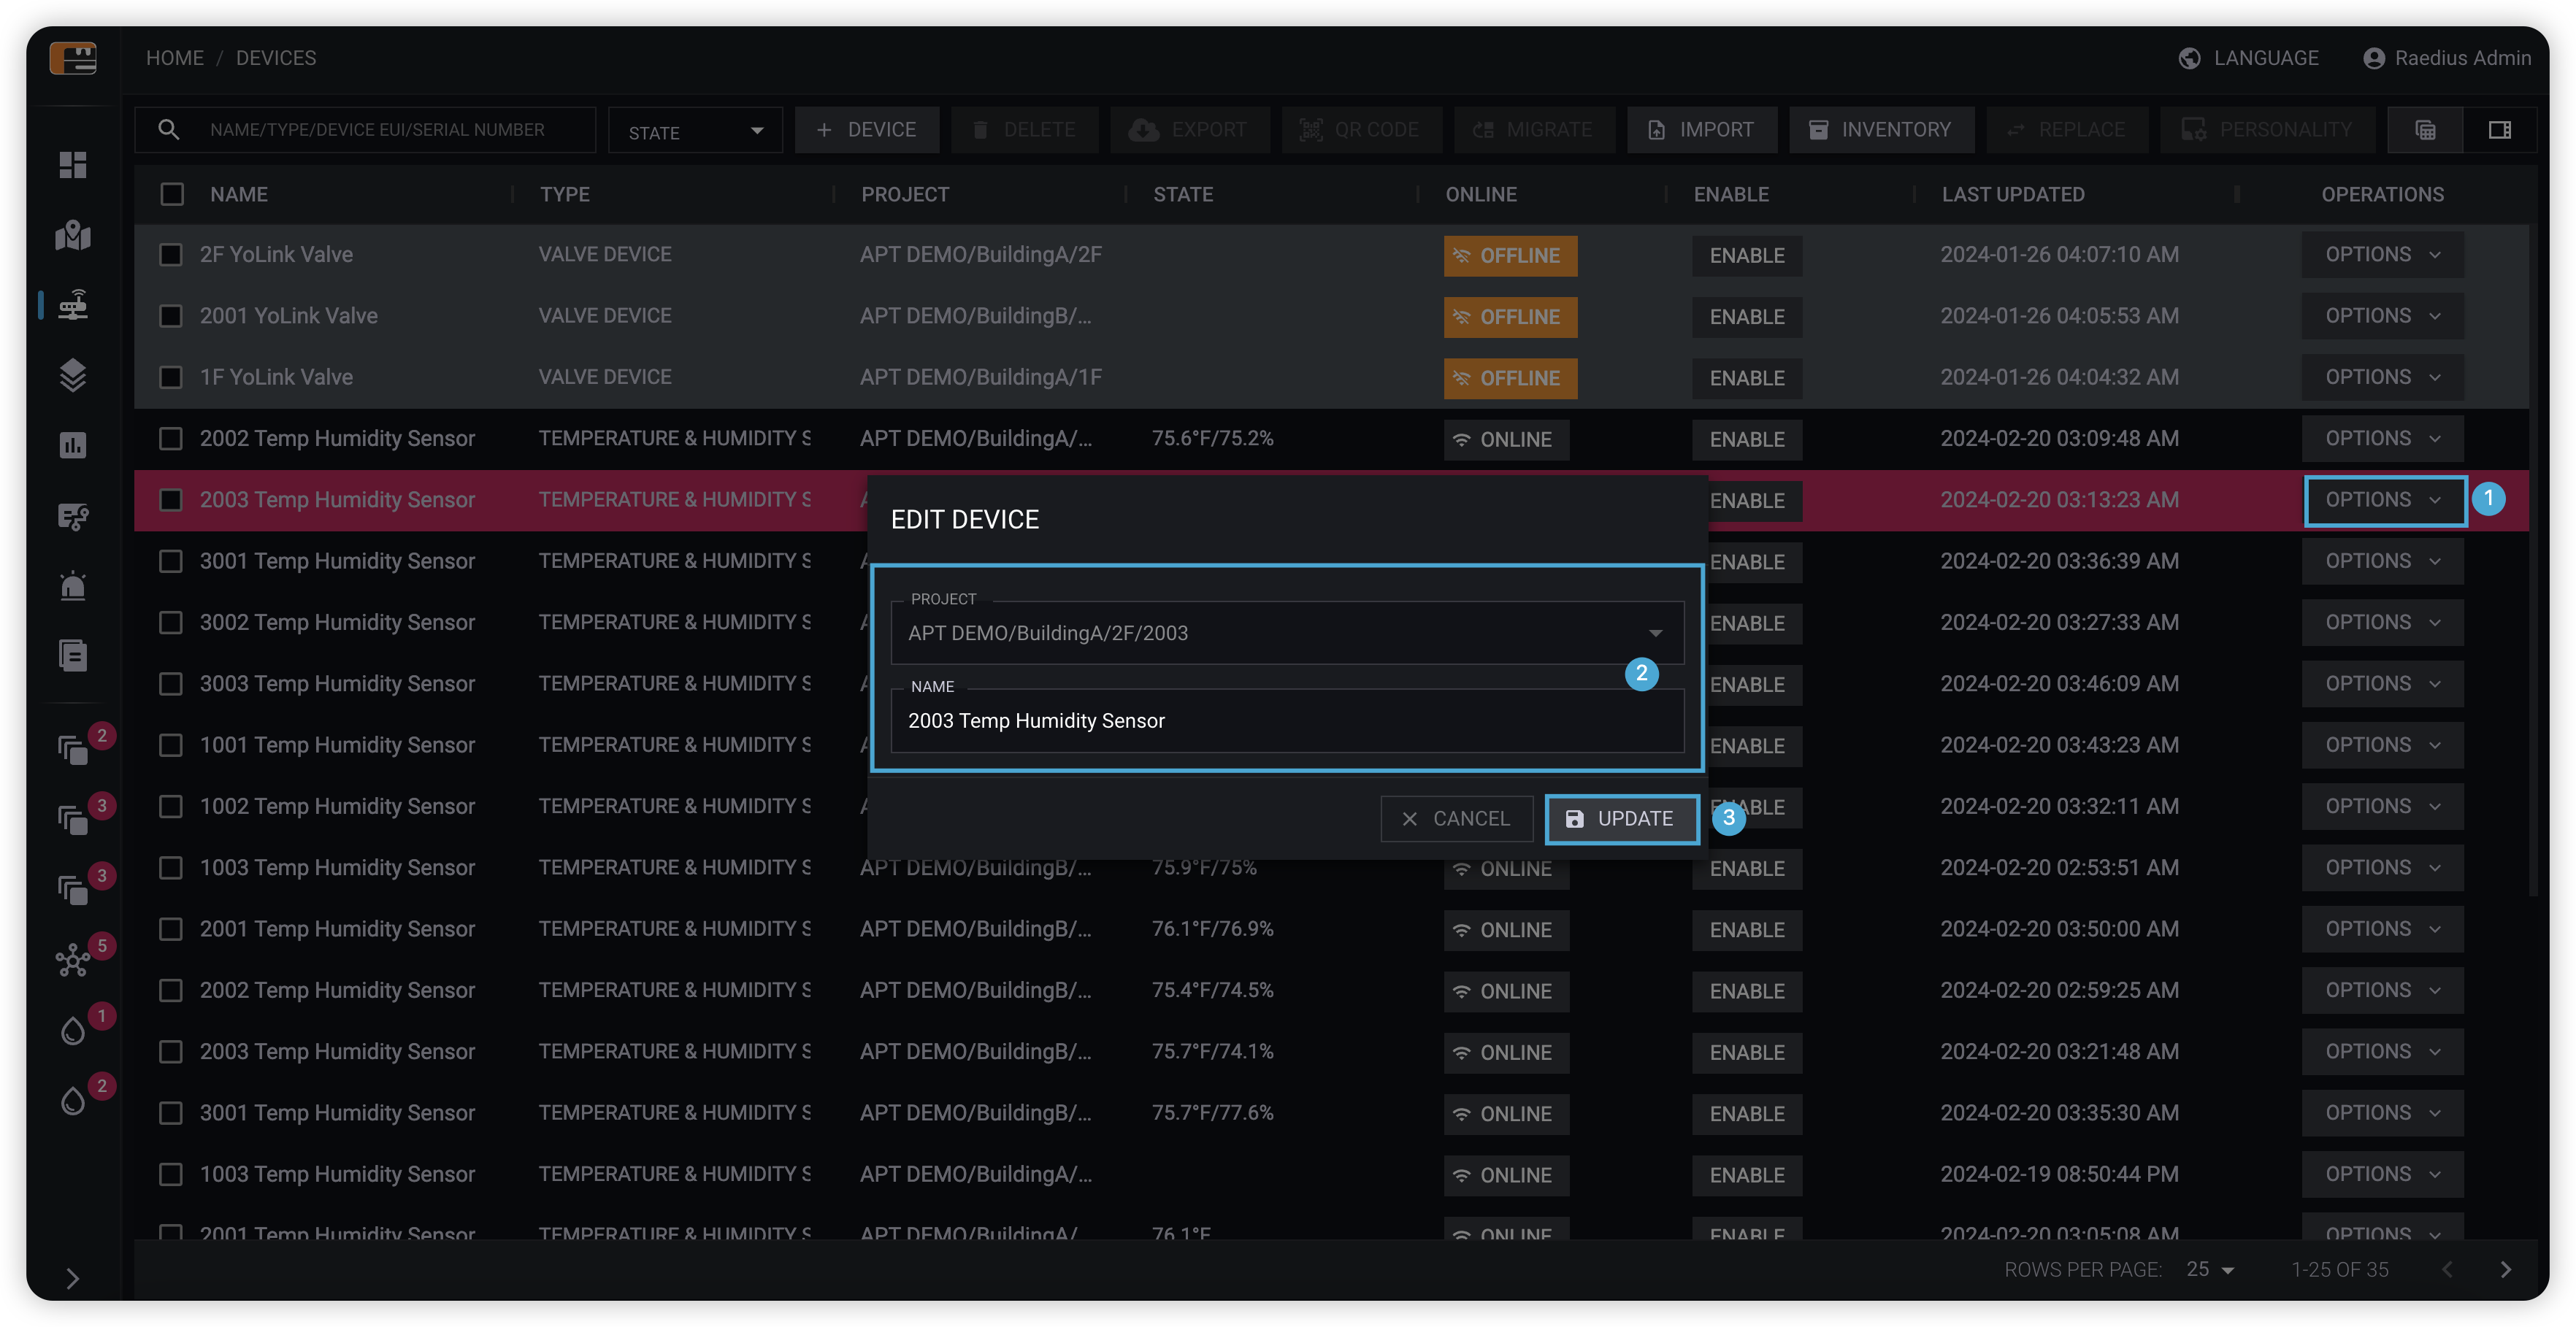 HOME / DEVICES
LANGUAGE
Raedius Admin
NAME/TYPE/DEVICE EUI/SERIAL NUMBER
STATE
+ DEVICE
DELETE
EXPORT
QR CODE
MIGRATE
IMPORT
INVENTORY
REPLACE
PERSONALITY
NAME TYPE PROJECT STATE ONLINE ENABLE LAST UPDATED OPERATIONS
2F YoLink Valve VALVE DEVICE APT DEMO/BuildingA/2F OFFLINE ENABLE 2024-01-26 04:07:10 AM OPTIONS
2001 YoLink Valve VALVE DEVICE APT DEMO/BuildingB/... OFFLINE ENABLE 2024-01-26 04:05:53 AM OPTIONS
1F YoLink Valve VALVE DEVICE APT DEMO/BuildingA/1F OFFLINE ENABLE 2024-01-26 04:04:32 AM OPTIONS
2002 Temp Humidity Sensor TEMPERATURE & HUMIDITY S APT DEMO/BuildingA/... 75.6°F/75.2% ONLINE ENABLE 2024-02-20 03:09:48 AM OPTIONS
2003 Temp Humidity Sensor TEMPERATURE & HUMIDITY S ENABLE 2024-02-20 03:13:23 AM OPTIONS 1
3001 Temp Humidity Sensor TEMPERATURE & HUMIDITY S ENABLE 2024-02-20 03:36:39 AM OPTIONS
3002 Temp Humidity Sensor TEMPERATURE & HUMIDITY S ENABLE 2024-02-20 03:27:33 AM OPTIONS
3003 Temp Humidity Sensor TEMPERATURE & HUMIDITY S ENABLE 2024-02-20 03:46:09 AM OPTIONS
1001 Temp Humidity Sensor TEMPERATURE & HUMIDITY S ENABLE 2024-02-20 03:43:23 AM OPTIONS
1002 Temp Humidity Sensor TEMPERATURE & HUMIDITY S ENABLE 2024-02-20 03:32:11 AM OPTIONS
1003 Temp Humidity Sensor TEMPERATURE & HUMIDITY S APT DEMO/BuildingB/... 75.9°F/75% ONLINE ENABLE 2024-02-20 02:53:51 AM OPTIONS
2001 Temp Humidity Sensor TEMPERATURE & HUMIDITY S APT DEMO/BuildingB/... 76.1°F/76.9% ONLINE ENABLE 2024-02-20 03:50:00 AM OPTIONS
2002 Temp Humidity Sensor TEMPERATURE & HUMIDITY S APT DEMO/BuildingB/... 75.4°F/74.5% ONLINE ENABLE 2024-02-20 02:59:25 AM OPTIONS
2003 Temp Humidity Sensor TEMPERATURE & HUMIDITY S APT DEMO/BuildingB/... 75.7°F/74.1% ONLINE ENABLE 2024-02-20 03:21:48 AM OPTIONS
3001 Temp Humidity Sensor TEMPERATURE & HUMIDITY S APT DEMO/BuildingB/... 75.7°F/77.6% ONLINE ENABLE 2024-02-20 03:35:30 AM OPTIONS
1003 Temp Humidity Sensor TEMPERATURE & HUMIDITY S APT DEMO/BuildingA/... ONLINE ENABLE 2024-02-19 08:50:44 PM OPTIONS
2001 Temp Humidity Sensor TEMPERATURE & HUMIDITY S APT DEMO/BuildingA/ 76.1°F ONLINE ENABLE 2024-02-20 03:05:08 AM OPTIONS
EDIT DEVICE
PROJECT
APT DEMO/BuildingA/2F/2003
2
NAME
2003 Temp Humidity Sensor
CANCEL
UPDATE
3
2
3
3
5
1
2
ROWS PER PAGE: 25 1-25 OF 35